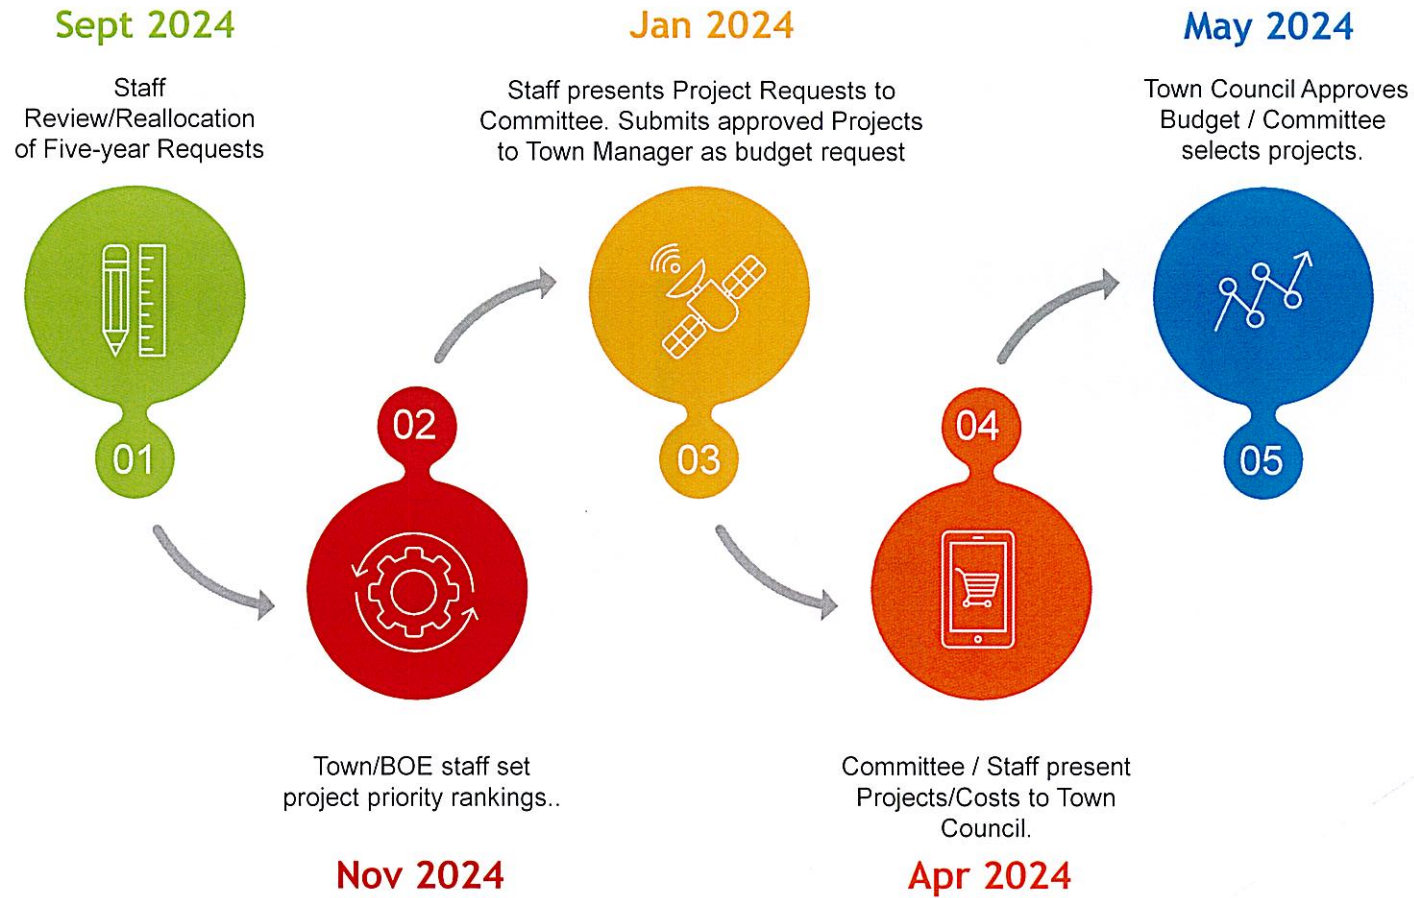 Sept 2024
Staff
Review/Reallocation
of Five-year Requests
01
02
Town/BOE staff set
project priority rankings..
Nov 2024
Jan 2024
Staff presents Project Requests to
Committee. Submits approved Projects
to Town Manager as budget request
03
04
Committee / Staff present
Projects/Costs to Town
Council.
Apr 2024
May 2024
Town Council Approves
Budget / Committee
selects projects.
05